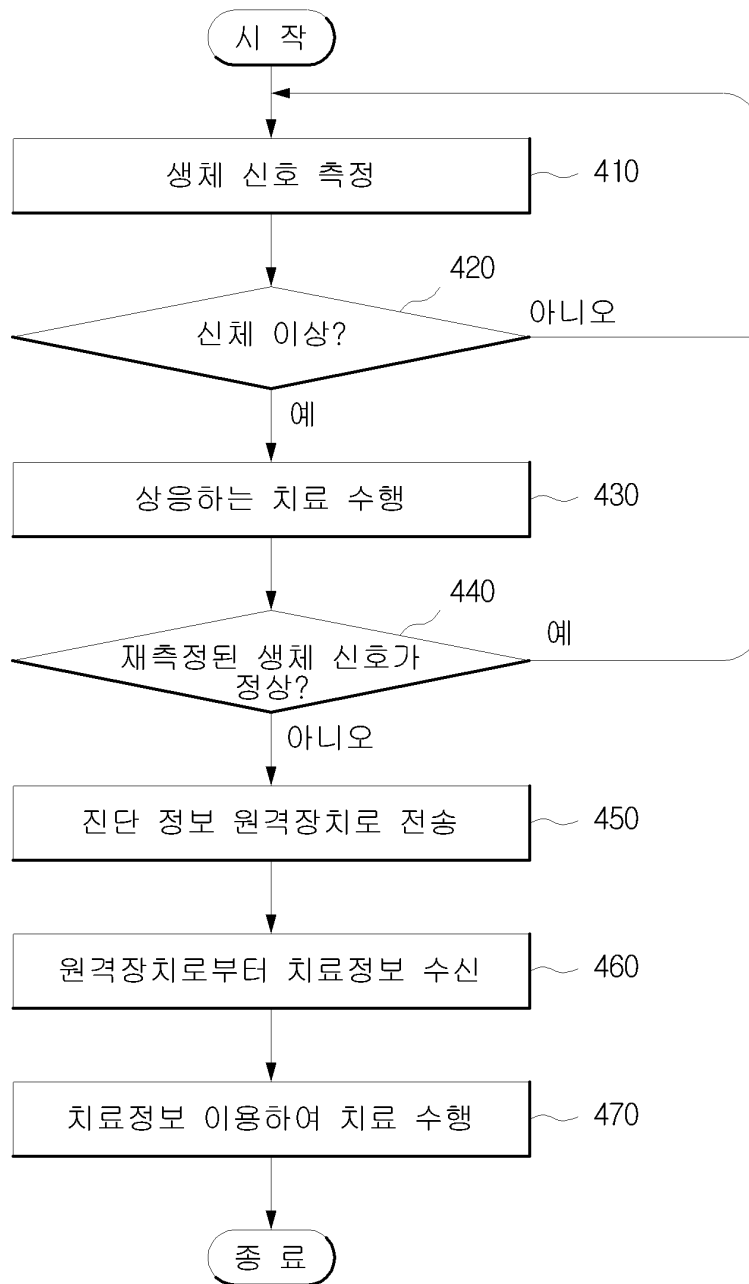 시 작
생체 신호 측정
410
420
신체 이상?
아니오
예
상응하는 치료 수행
430
440
재측정된 생체 신호가
정상?
예
아니오
진단 정보 원격장치로 전송
450
원격장치로부터 치료정보 수신
460
치료정보 이용하여 치료 수행
470
종 료